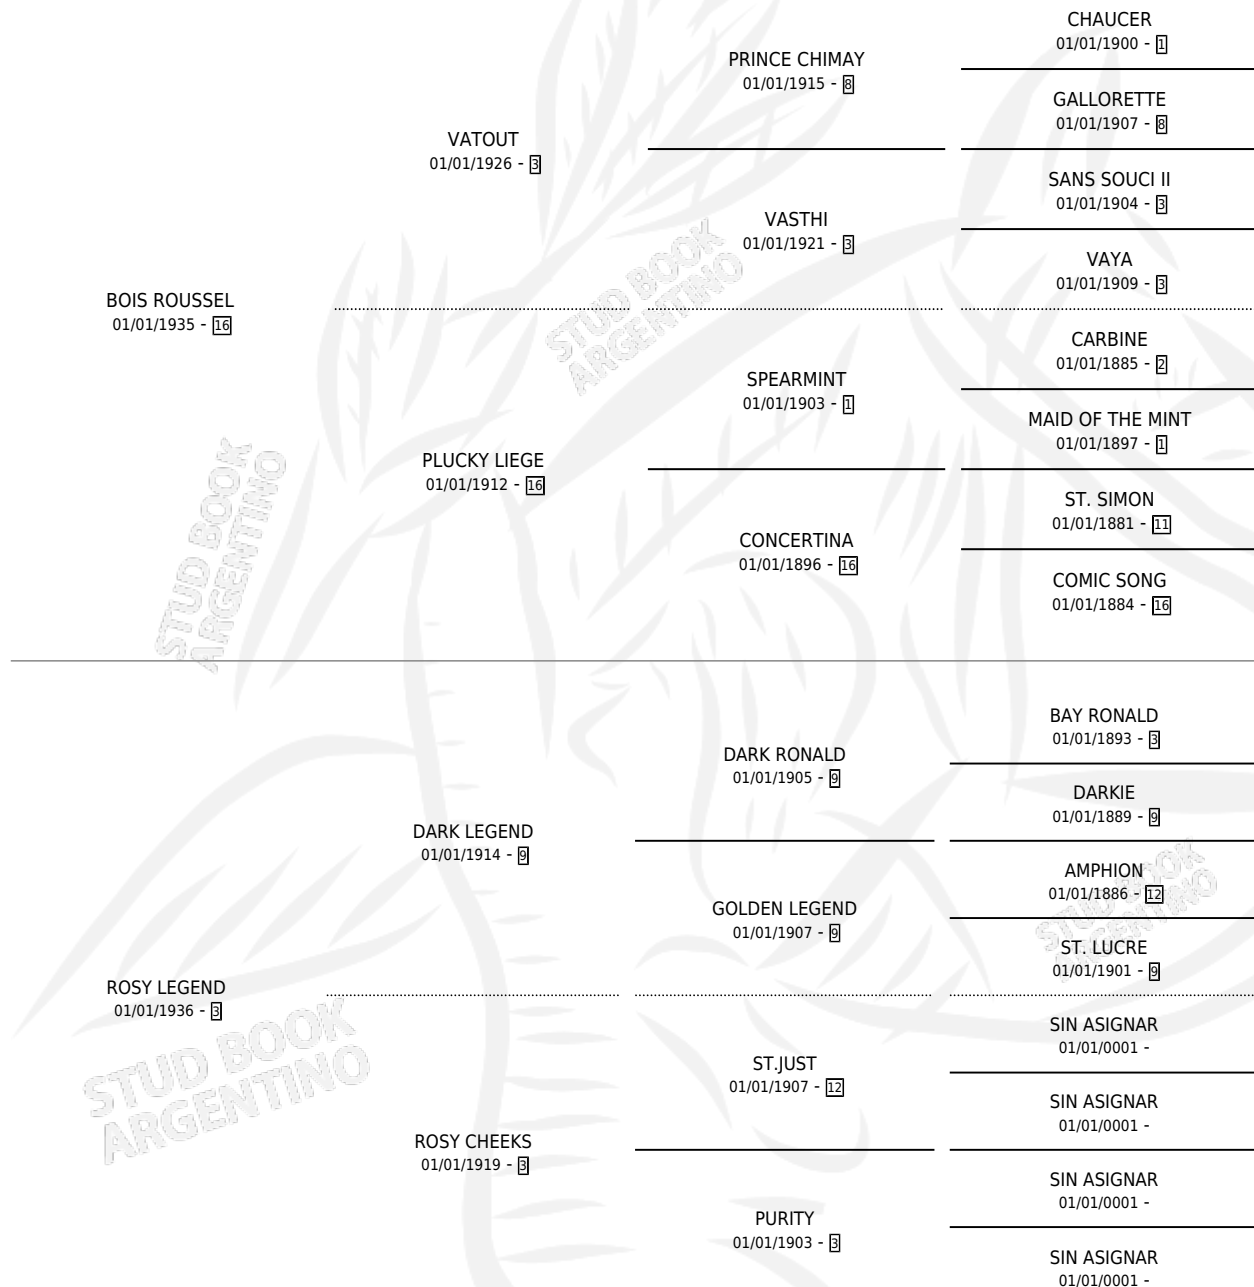 CHAUCER
01/01/1900 - 1
PRINCE CHIMAY
01/01/1915 - 8
GALLORETTE
01/01/1907 - 8
VATOUT
01/01/1926 - 3
SANS SOUCI II
01/01/1904 - 3
VASTHI
01/01/1921 - 3
VAYA
01/01/1909 - 3
BOIS ROUSSEL
01/01/1935 - 16
STUD BOOK
ARGENTINO
CARBINE
01/01/1885 - 2
SPEARMINT
01/01/1903 - 1
MAID OF THE MINT
01/01/1897 - 1
PLUCKY LIEGE
01/01/1912 - 16
ST. SIMON
01/01/1881 - 11
CONCERTINA
01/01/1896 - 16
COMIC SONG
01/01/1884 - 16
STUD BOOK
ARGENTINO
BAY RONALD
01/01/1893 - 3
DARK RONALD
01/01/1905 - 9
DARKIE
01/01/1889 - 9
DARK LEGEND
01/01/1914 - 9
AMPHION
01/01/1886 - 12
GOLDEN LEGEND
01/01/1907 - 9
ST. LUCRE
01/01/1901 - 9
STUD BOOK
ARGENTINO
ROSY LEGEND
01/01/1936 - 3
STUD BOOK
ARGENTINO
SIN ASIGNAR
01/01/0001 -
ST.JUST
01/01/1907 - 12
SIN ASIGNAR
01/01/0001 -
ROSY CHEEKS
01/01/1919 - 3
SIN ASIGNAR
01/01/0001 -
PURITY
01/01/1903 - 3
SIN ASIGNAR
01/01/0001 -